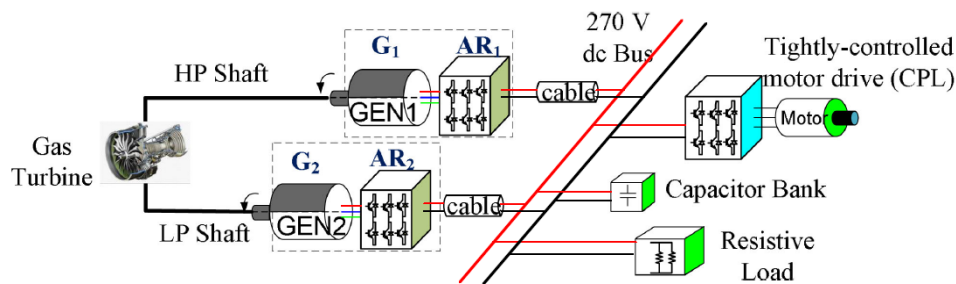 270 V
dc Bus
G1
AR1
HP Shaft
GEN1
cable
Tightly-controlled
motor drive (CPL)
Motor
Gas
Turbine
G2
AR2
LP Shaft
GEN2
cable
Capacitor Bank
Resistive
Load